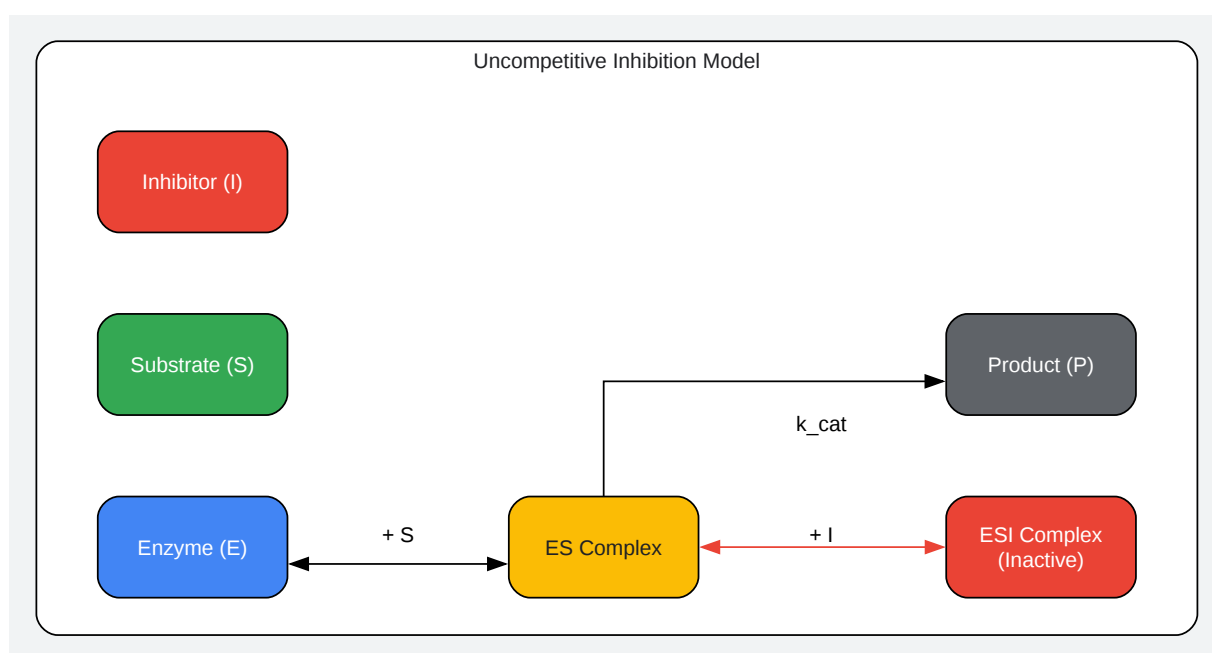 Uncompetitive Inhibition Model
Inhibitor (I)
Substrate (S)
Product (P)
k_cat
Enzyme (E)
+ S
ES Complex
+ I
ESI Complex
(Inactive)